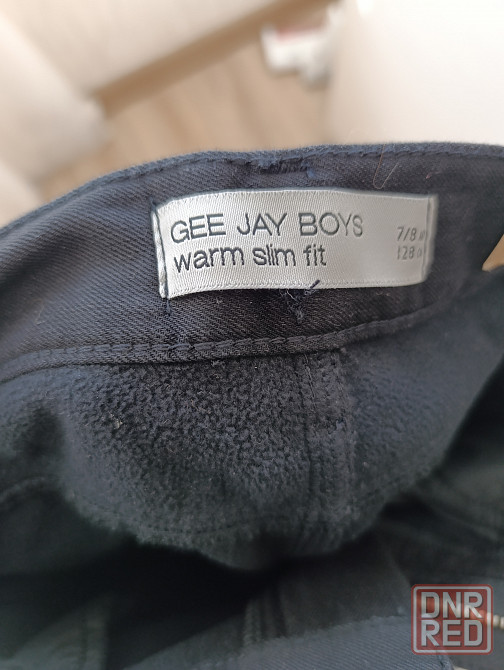 GEE JAY BOYS
warm slim fit
7/8
128
DNR
RED